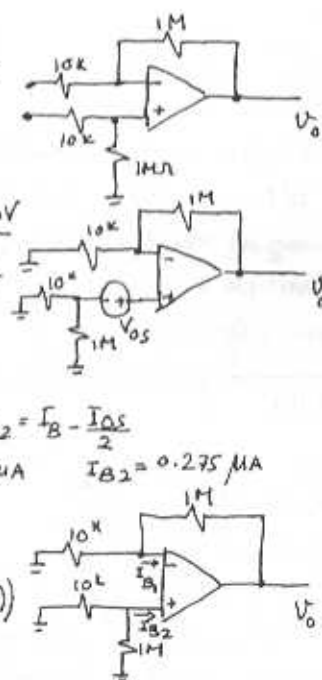 1M
10K
10K
1MΩ
V₀
V
1M
10K
10K
V_OS
1M
V₀
2 = I_B - I_OS/2
μA I_B2 = 0.275 μA
1M
10K
10K
I_B1
I_B2
1M
V₀